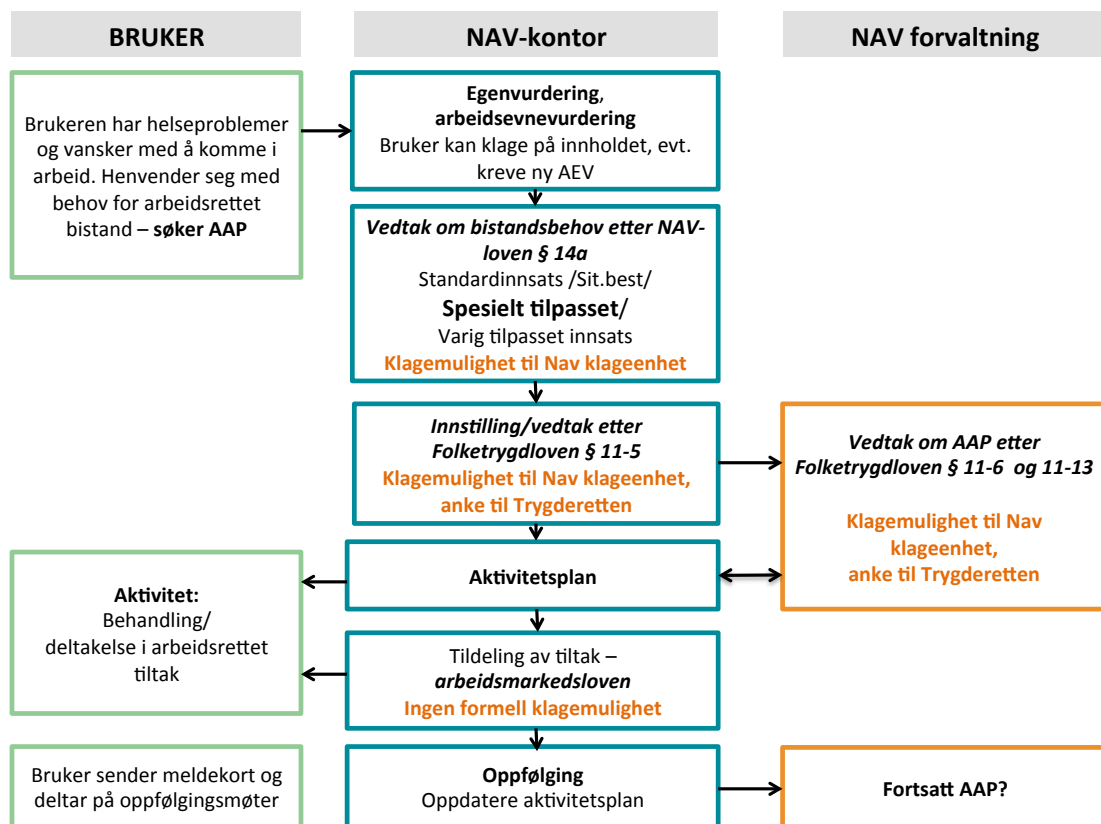 BRUKER
NAV-kontor
NAV forvaltning
Brukeren har helseproblemer
og vansker med å komme i
arbeid. Henvender seg med
behov for arbeidsrettet
bistand – søker AAP
Egenvurdering,
arbeidsevnevurdering
Bruker kan klage på innholdet, evt.
kreve ny AEV
Vedtak om bistandsbehov etter NAV-
loven § 14a
Standardinnsats /Sit.best/
Spesielt tilpasset/
Varig tilpasset innsats
Klagemulighet til Nav klageenhet
Innstilling/vedtak etter
Folketrygdloven § 11-5
Klagemulighet til Nav klageenhet,
anke til Trygderetten
Vedtak om AAP etter
Folketrygdloven § 11-6 og 11-13
Klagemulighet til Nav
klageenhet,
anke til Trygderetten
Aktivitetsplan
Aktivitet:
Behandling/
deltakelse i arbeidsrettet
tiltak
Tildeling av tiltak –
arbeidsmarkedsloven
Ingen formell klagemulighet
Bruker sender meldekort og
deltar på oppfølgingsmøter
Oppfølging
Oppdatere aktivitetsplan
Fortsatt AAP?